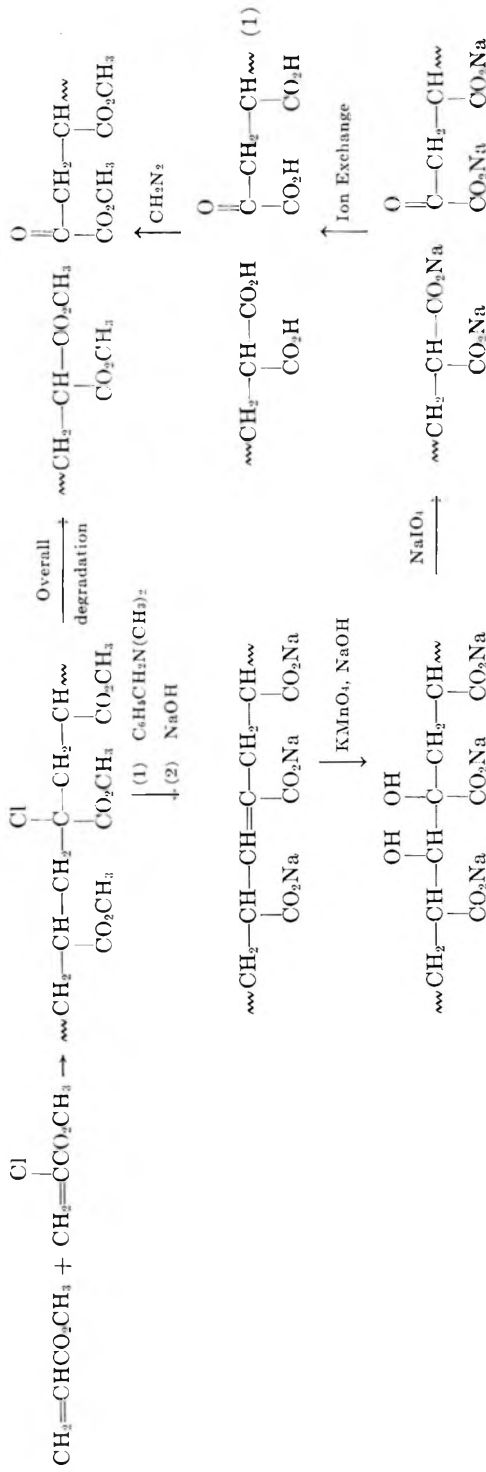 Cl
CH₂=CHCO₂CH₃ + CH₂=CCO₂CH₃ → ~CH₂—CH—CH₂—C—CH₂—CH~
Cl
CO₂CH₃ CO₂CH₃ CO₂CH₃
Overall
degradation
~CH₂—CH—CO₂CH₃
CO₂CH₃
O
C—CH₂—CH~
CO₂CH₃ CO₂CH₃
(1) C₆H₅CH₂N(CH₃)₂
(2) NaOH
CH₂N₂
~CH₂—CH—CH=C—CH₂—CH~
CO₂Na CO₂Na CO₂Na
~CH₂—CH—CO₂H
CO₂H
O
C—CH₂—CH~ (1)
CO₂H CO₂H
KMnO₄, NaOH
Ion Exchange
OH OH
~CH₂—CH—CH—C—CH₂—CH~
CO₂Na CO₂Na CO₂Na
NaIO₄
~CH₂—CH—CO₂Na
CO₂Na
O
C—CH₂—CH~
CO₂Na CO₂Na